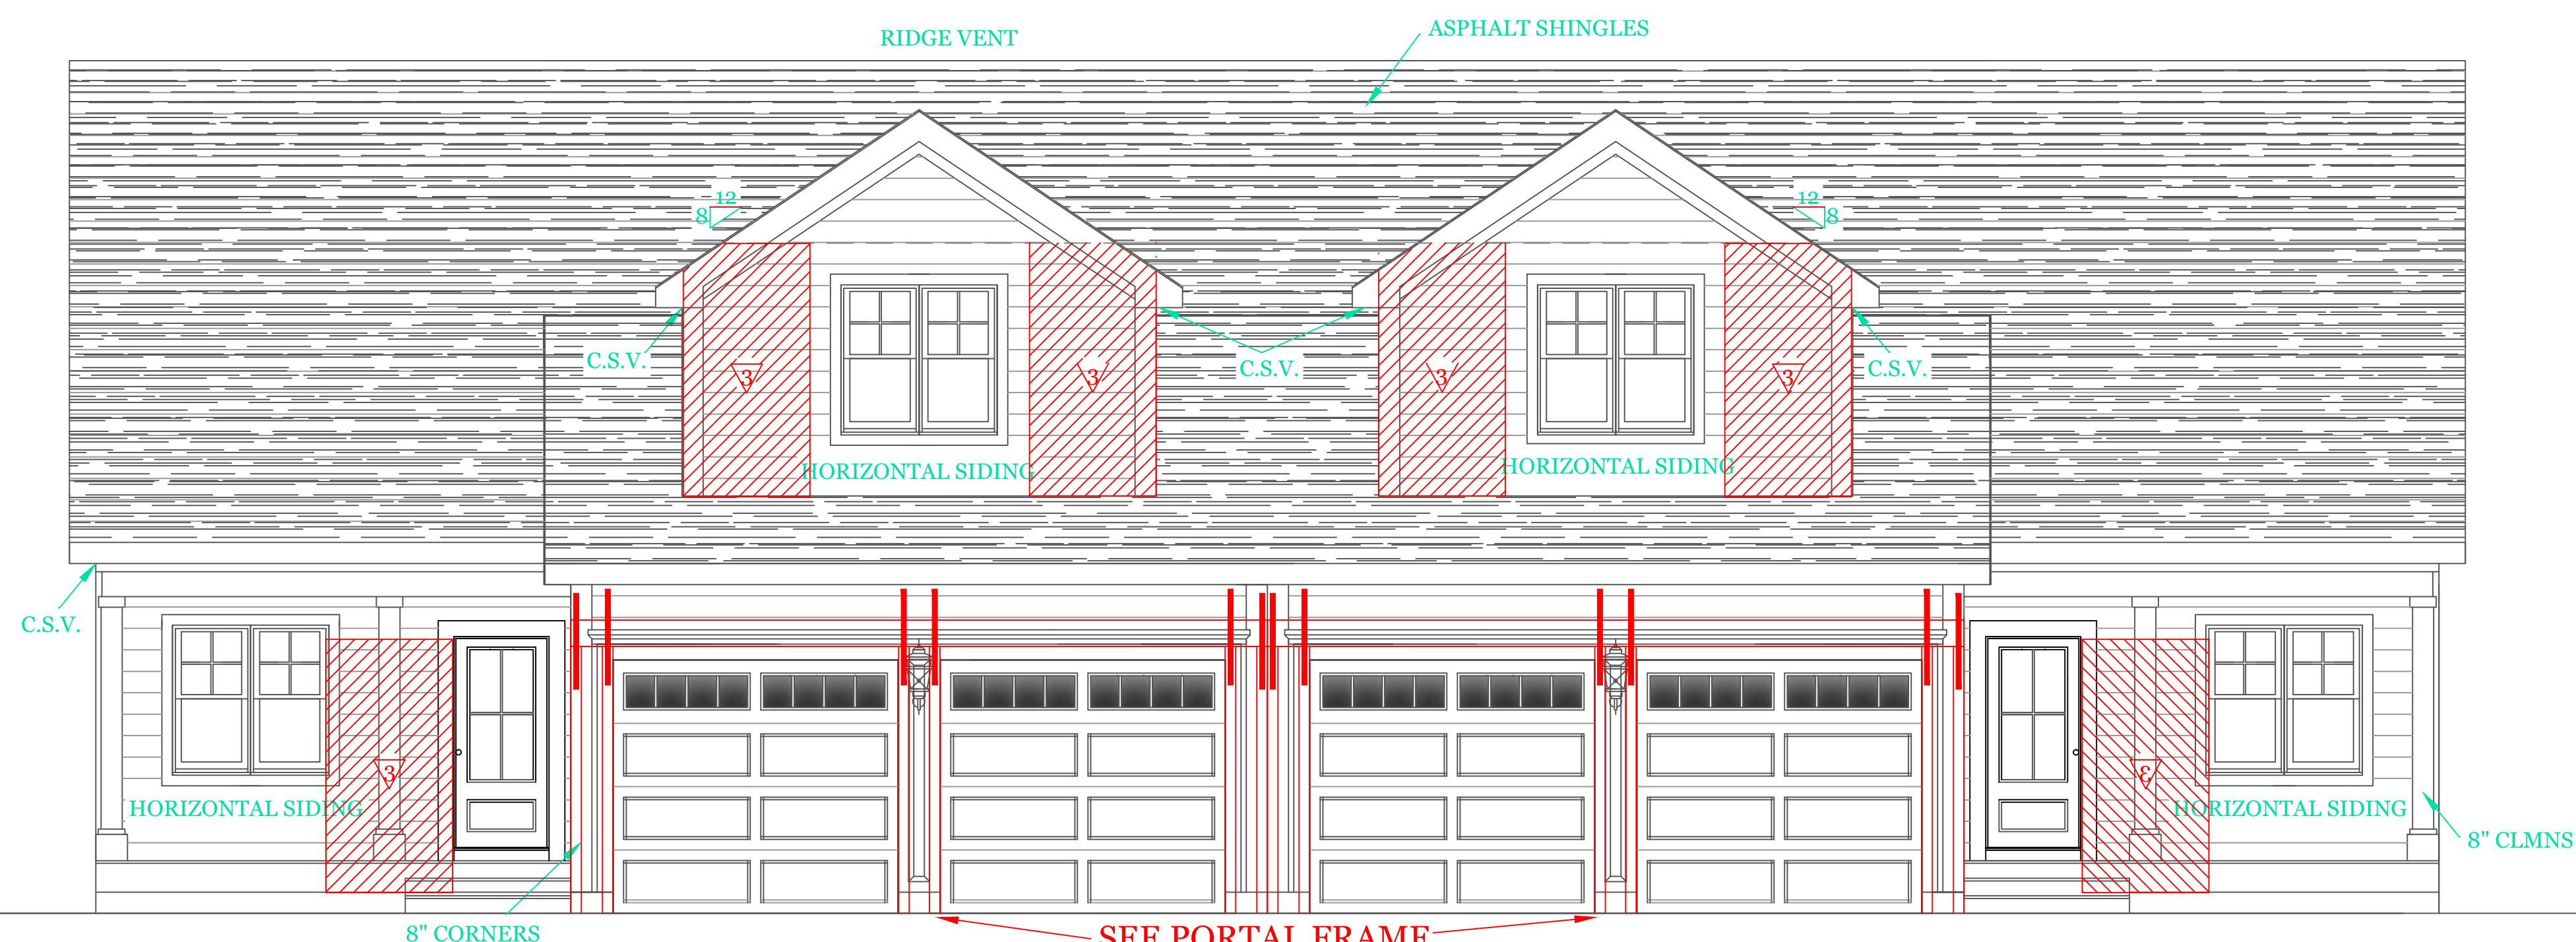 ASPHALT SHINGLES
RIDGE VENT
12
8
12
8
C.S.V.
C.S.V.
C.S.V.
3
3
3
3
HORIZONTAL SIDING
HORIZONTAL SIDING
C.S.V.
3
3
HORIZONTAL SIDING
HORIZONTAL SIDING
8" CLMNS
8" CORNERS
SEE PORTAL FRAME